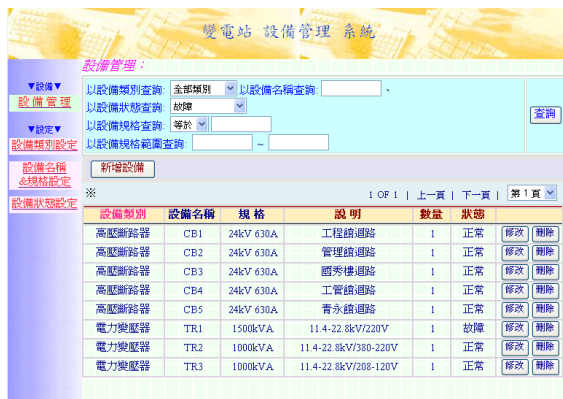 變電站 設備管理 系統
設備管理：
▼設備▼
設備管理
▼設定▼
設備類別設定
設備名稱
&規格設定
設備狀態設定
以設備類別查詢: 全部類別 以設備名稱查詢: 、
以設備狀態查詢: 故障
以設備規格查詢: 等於
以設備規格範圍查詢: ~
查詢
新增設備
※ 1 OF 1 | 上一頁 | 下一頁 | 第 1 頁
設備類別 設備名稱 規格 說明 數量 狀態
高壓斷路器 CB1 24kV 630A 工程館迴路 1 正常 修改 刪除
高壓斷路器 CB2 24kV 630A 管理館迴路 1 正常 修改 刪除
高壓斷路器 CB3 24kV 630A 國秀樓迴路 1 正常 修改 刪除
高壓斷路器 CB4 24kV 630A 工管館迴路 1 正常 修改 刪除
高壓斷路器 CB5 24kV 630A 青永館迴路 1 正常 修改 刪除
電力變壓器 TR1 1500kVA 11.4-22.8kV/220V 1 故障 修改 刪除
電力變壓器 TR2 1000kVA 11.4-22.8kV/380-220V 1 正常 修改 刪除
電力變壓器 TR3 1000kVA 11.4-22.8kV/208-120V 1 正常 修改 刪除